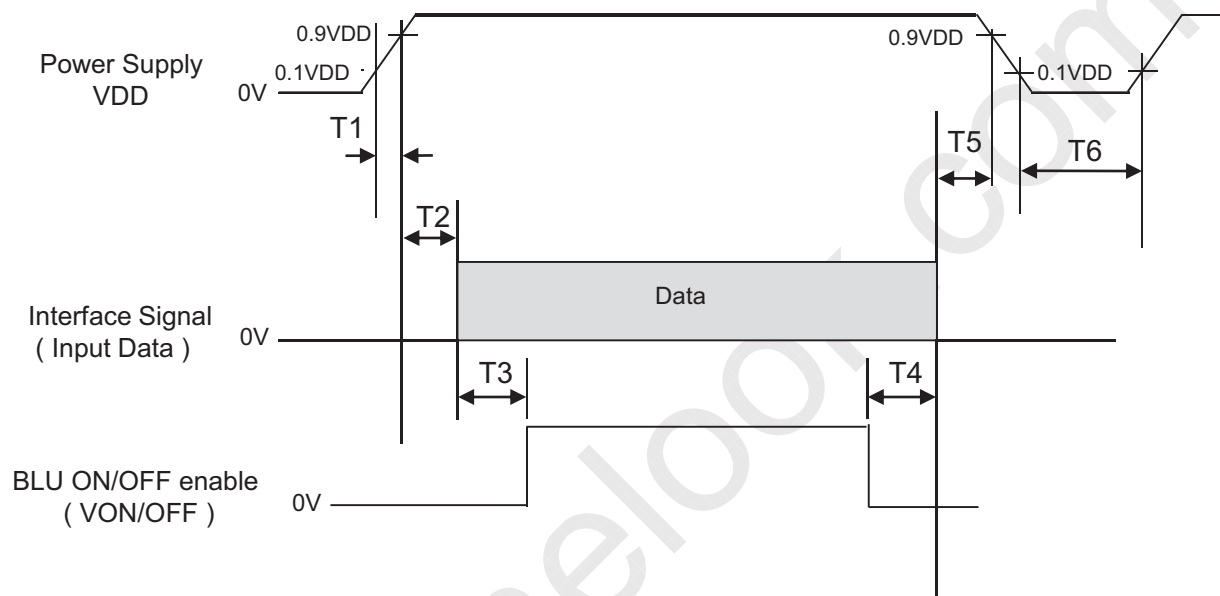 0.9VDD
0.9VDD
Power Supply
VDD
0.1VDD
0.1VDD
0V
T1
T5
T6
T2
Data
Interface Signal
( Input Data )
0V
T3
T4
BLU ON/OFF enable
( VON/OFF )
0V